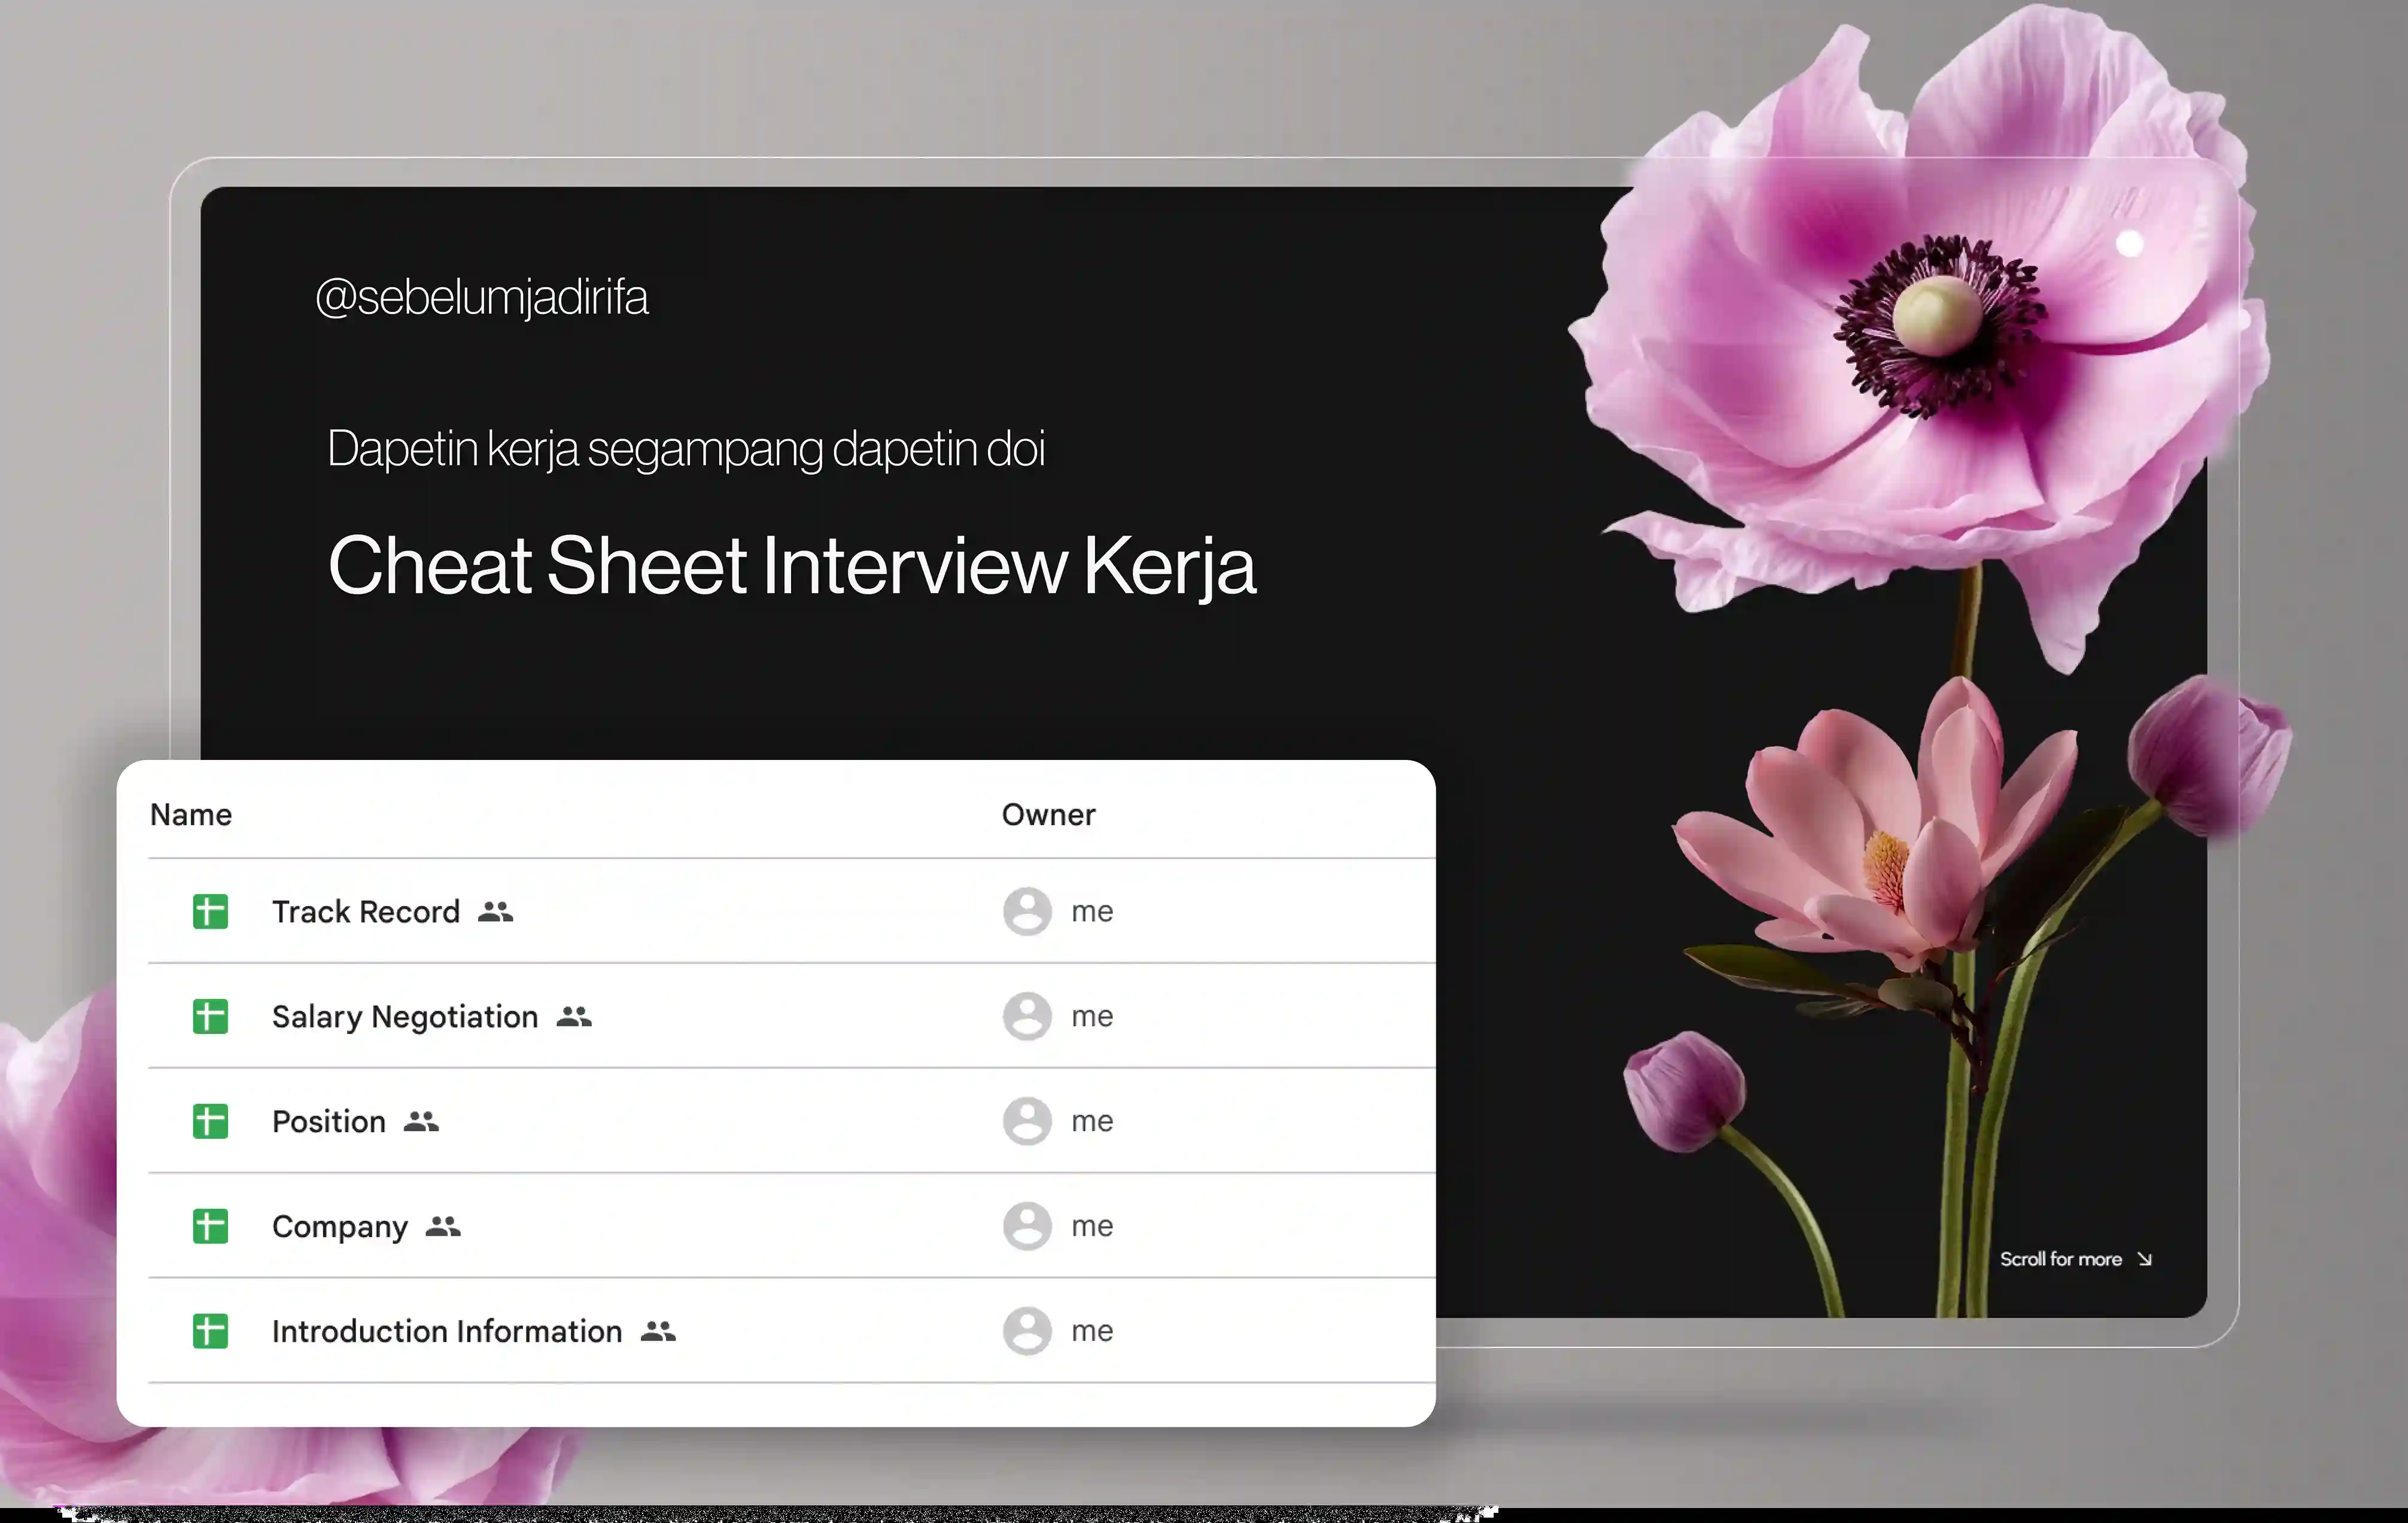 @sebelumjadirifa
Dapetin kerja segampang dapetin doi
Cheat Sheet Interview Kerja
Name Owner
Track Record me
Salary Negotiation me
Position me
Company me
Introduction Information me
Scroll for more